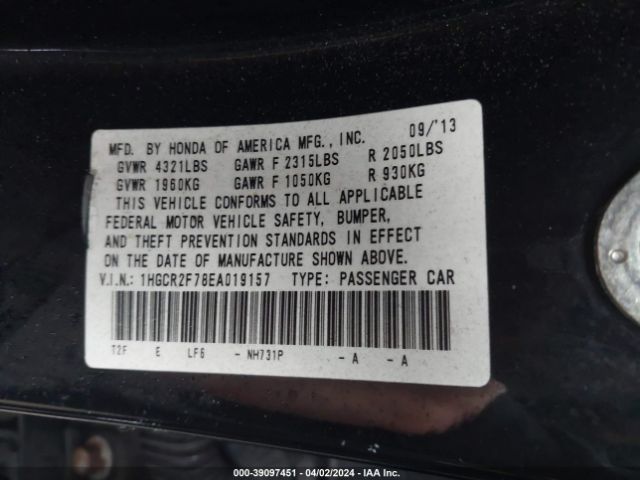 MFD. BY HONDA OF AMERICA MFG., INC. 09/'13
GVWR 4321LBS GAWR F 2315LBS R 2050LBS
GVWR 1960KG GAWR F 1050KG R 930KG
THIS VEHICLE CONFORMS TO ALL APPLICABLE
FEDERAL MOTOR VEHICLE SAFETY, BUMPER,
AND THEFT PREVENTION STANDARDS IN EFFECT
ON THE DATE OF MANUFACTURE SHOWN ABOVE.
V.I.N.: 1HGCR2F78EA019157 TYPE: PASSENGER CAR
T2F E LF6 - NH731P - A - A
000-39097451 | 04/02/2024 | IAA Inc.